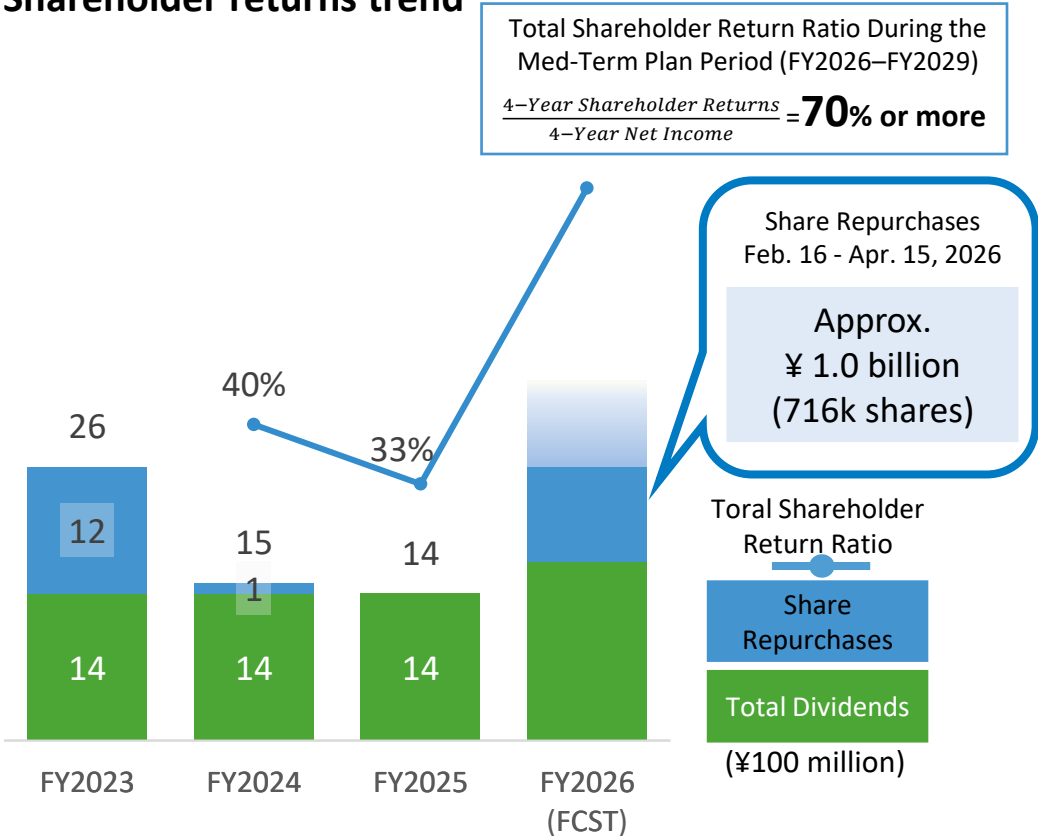 Shareholder returns trend
Total Shareholder Return Ratio During the
Med-Term Plan Period (FY2026–FY2029)
4−Year Shareholder Returns
4−Year Net Income
=70% or more
Share Repurchases
Feb. 16 - Apr. 15, 2026
Approx.
¥ 1.0 billion
(716k shares)
40%
33%
26
12
14
15
1
14
14
14
Toral Shareholder
Return Ratio
Share
Repurchases
Total Dividends
(¥100 million)
FY2023
FY2024
FY2025
FY2026
(FCST)